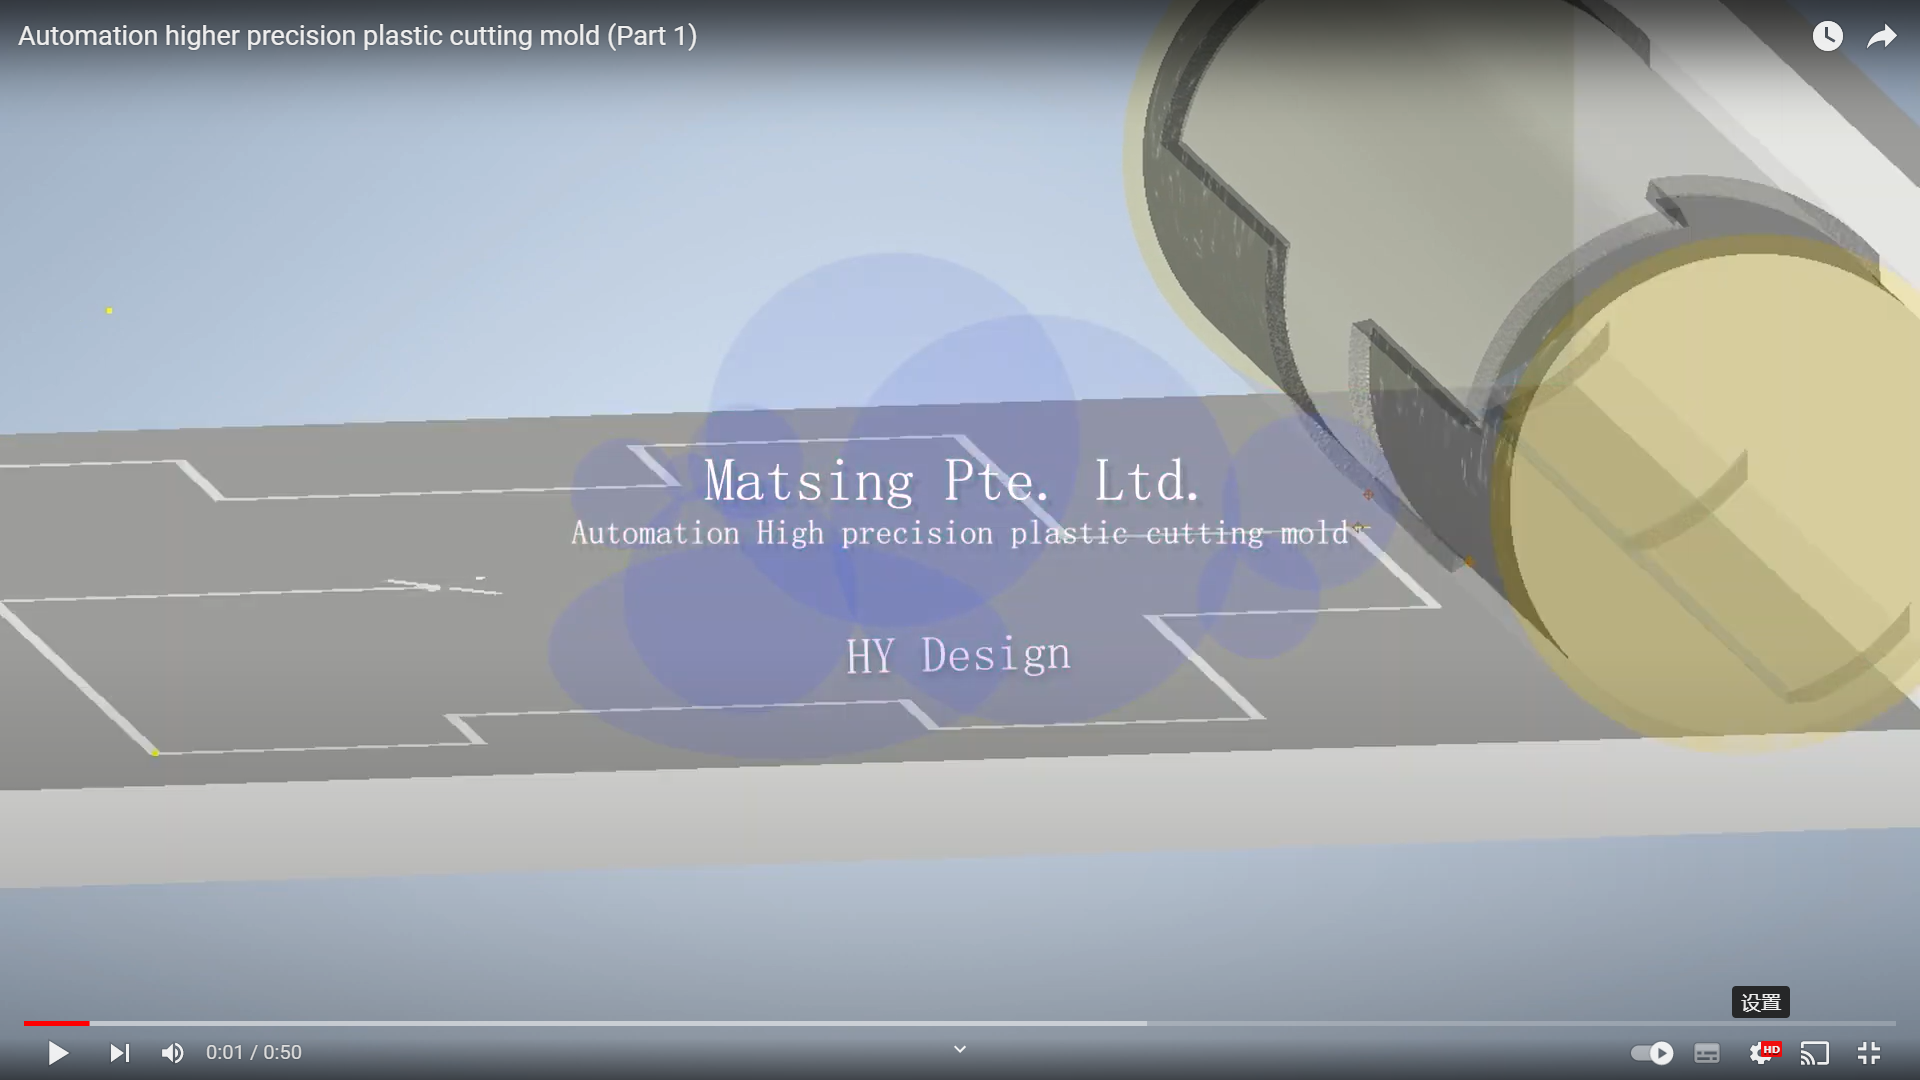 Automation higher precision plastic cutting mold (Part 1)
Matsing Pte. Ltd.
Automation High precision plastic cutting mold
HY Design
设置
0:01 / 0:50
HD